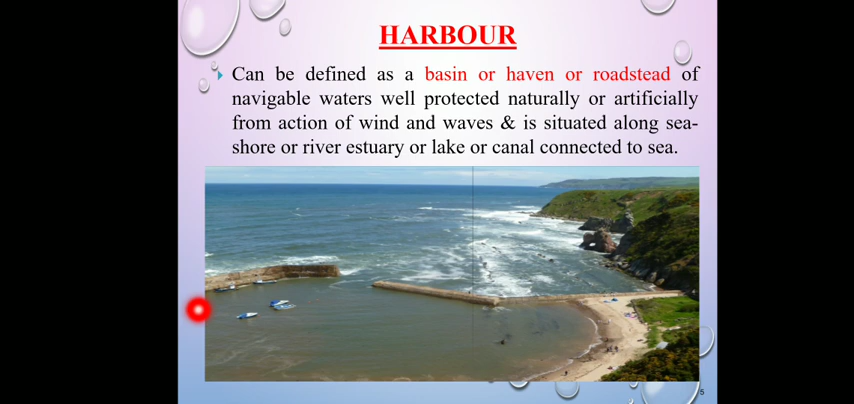 HARBOUR
Can be defined as a basin or haven or roadstead of
navigable waters well protected naturally or artificially
from action of wind and waves & is situated along sea-
shore or river estuary or lake or canal connected to sea.
5